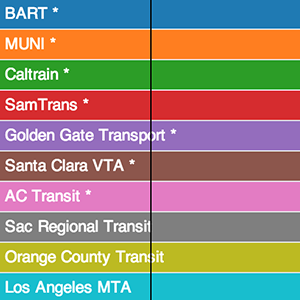 BART *
MUNI *
Caltrain *
SamTrans *
Golden Gate Transport *
Santa Clara VTA *
AC Transit *
Sac Regional Transit
Orange County Transit
Los Angeles MTA